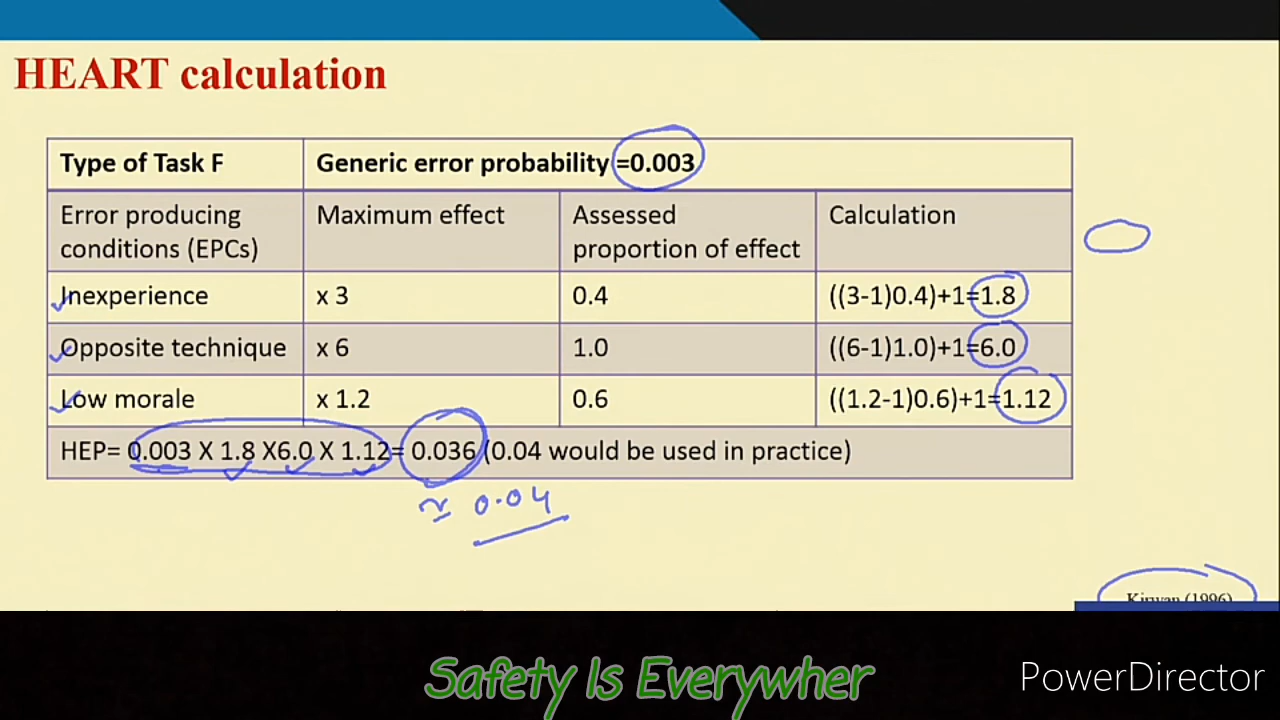 HEART calculation
Type of Task F Generic error probability =0.003
Error producing conditions (EPCs) Maximum effect Assessed proportion of effect Calculation
Inexperience x 3 0.4 ((3-1)0.4)+1=1.8
Opposite technique x 6 1.0 ((6-1)1.0)+1=6.0
Low morale x 1.2 0.6 ((1.2-1)0.6)+1=1.12
HEP= 0.003 X 1.8 X6.0 X 1.12= 0.036 (0.04 would be used in practice)
≈ 0.04
Kirwan (1996)
Safety Is Everywher
PowerDirector